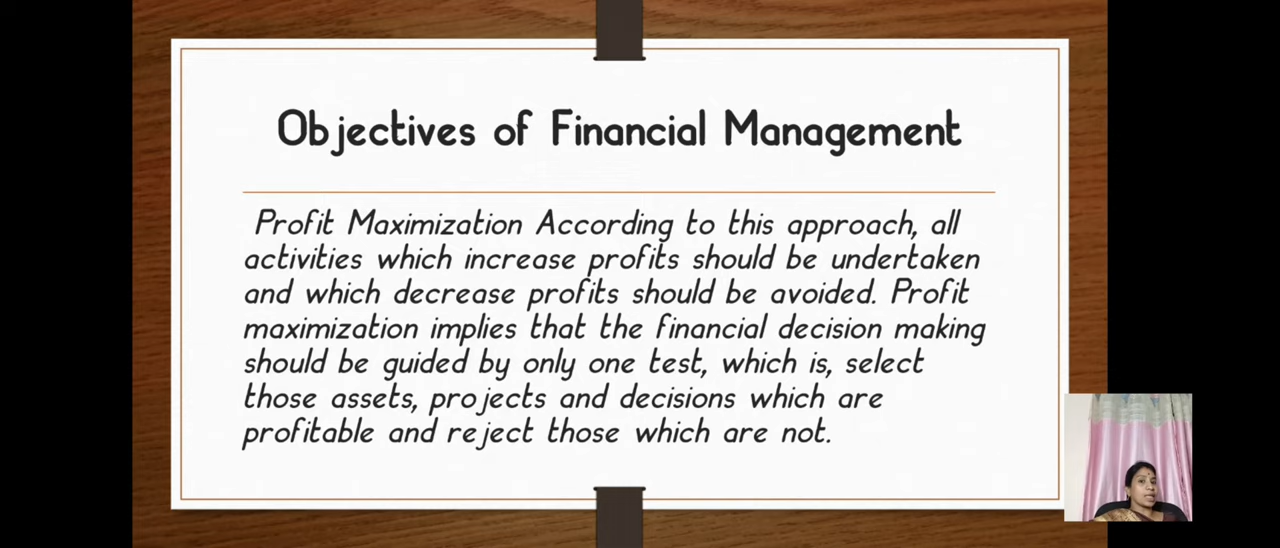 Objectives of Financial Management
Profit Maximization According to this approach, all
activities which increase profits should be undertaken
and which decrease profits should be avoided. Profit
maximization implies that the financial decision making
should be guided by only one test, which is, select
those assets, projects and decisions which are
profitable and reject those which are not.